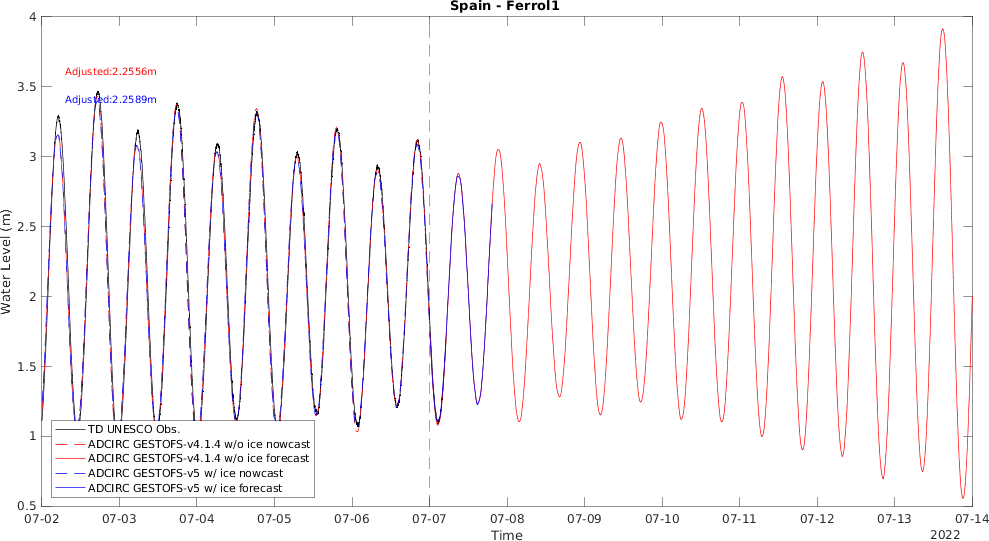 Spain - Ferrol1
4
3.5
3
2.5
2
1.5
1
0.5
Water Level (m)
Adjusted:2.2556m
Adjusted:2.2589m
TD UNESCO Obs.
ADCIRC GESTOFS-v4.1.4 w/o ice nowcast
ADCIRC GESTOFS-v4.1.4 w/o ice forecast
ADCIRC GESTOFS-v5 w/ ice nowcast
ADCIRC GESTOFS-v5 w/ ice forecast
07-02 07-03 07-04 07-05 07-06 07-07 07-08 07-09 07-10 07-11 07-12 07-13 07-14
Time
2022